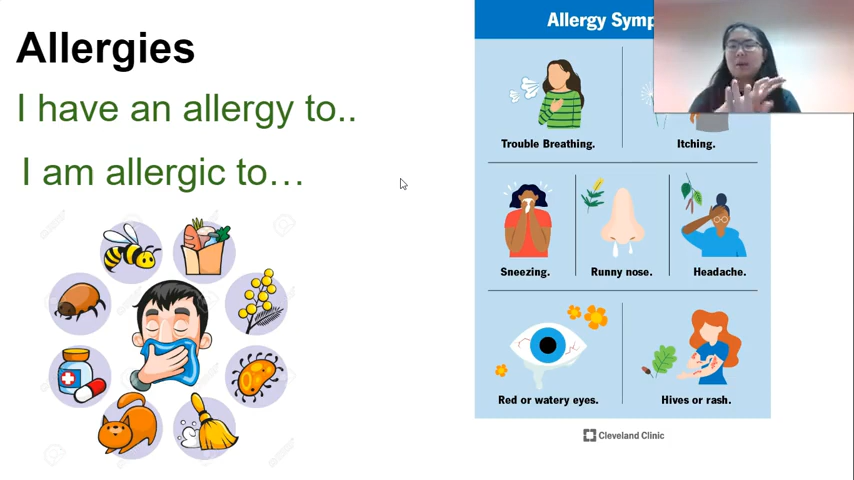 Allergies
I have an allergy to..
I am allergic to…
Allergy Symp
Trouble Breathing.
Itching.
Sneezing.
Runny nose.
Headache.
Red or watery eyes.
Hives or rash.
Cleveland Clinic